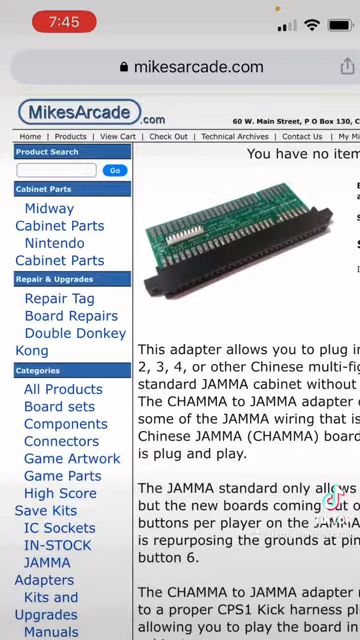 7:45
mikesarcade.com
MikesArcade.com
60 W. Main Street, P O Box 130, C
Home | Products | View Cart | Check Out | Technical Archives | Contact Us | My Mi
Product Search
Go
You have no item
Cabinet Parts
Midway
Cabinet Parts
Nintendo
Cabinet Parts
Repair & Upgrades
Repair Tag
Board Repairs
Double Donkey
Kong
Categories
All Products
Board sets
Components
Connectors
Game Artwork
Game Parts
High Score
Save Kits
IC Sockets
IN-STOCK
JAMMA
Adapters
Kits and
Upgrades
Manuals
This adapter allows you to plug in
2, 3, 4, or other Chinese multi-fig
standard JAMMA cabinet without
The CHAMMA to JAMMA adapter
some of the JAMMA wiring that is
Chinese JAMMA (CHAMMA) board
is plug and play.
The JAMMA standard only allows
but the new boards coming out o
buttons per player on the JAMMA
is repurposing the grounds at pin
button 6.
The CHAMMA to JAMMA adapter
to a proper CPS1 Kick harness pl
allowing you to play the board in